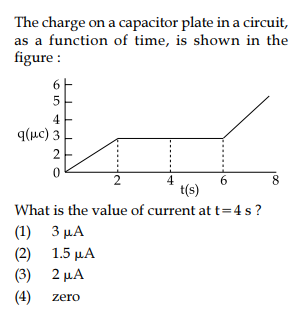 The charge on a capacitor plate in a circuit,
as a function of time, is shown in the
figure :
6
5
4
q(μc) 3
2
0
2 4 6 8
t(s)
What is the value of current at t=4 s ?
(1) 3 μA
(2) 1.5 μA
(3) 2 μA
(4) zero